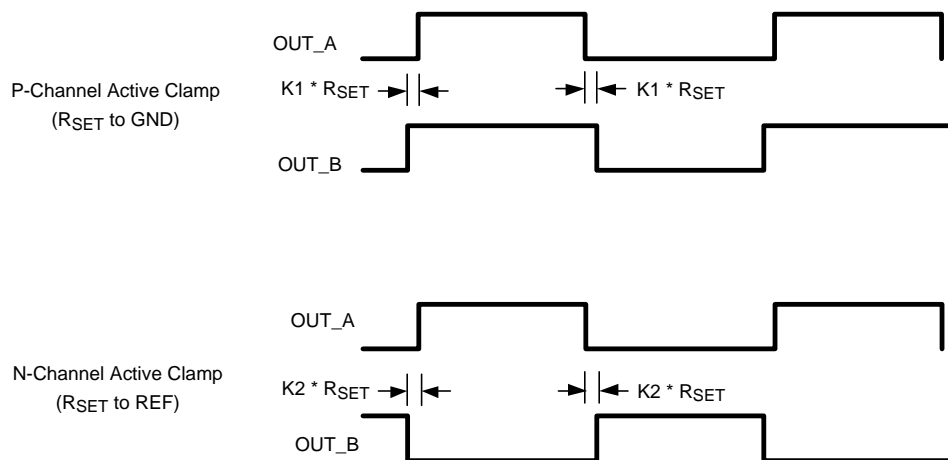 OUT_A
K1 * RSET
K1 * RSET
P-Channel Active Clamp
(RSET to GND)
OUT_B
OUT_A
N-Channel Active Clamp
(RSET to REF)
K2 * RSET
K2 * RSET
OUT_B